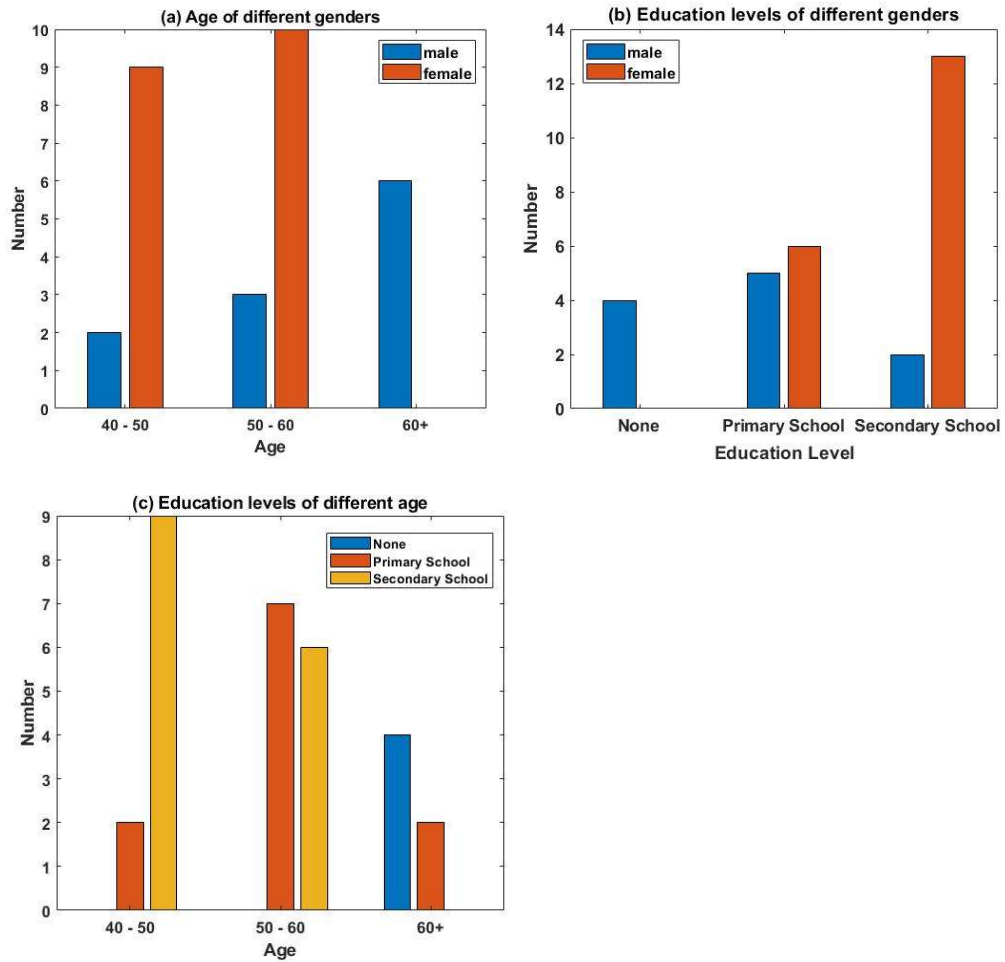 (a) Age of different genders
10
9
8
7
6
5
4
3
2
1
0
Number
male
female
40 - 50
50 - 60
60+
Age
(b) Education levels of different genders
14
12
10
8
6
4
2
0
Number
male
female
None
Primary School
Secondary School
Education Level
(c) Education levels of different age
9
8
7
6
5
4
3
2
1
0
Number
None
Primary School
Secondary School
40 - 50
50 - 60
60+
Age